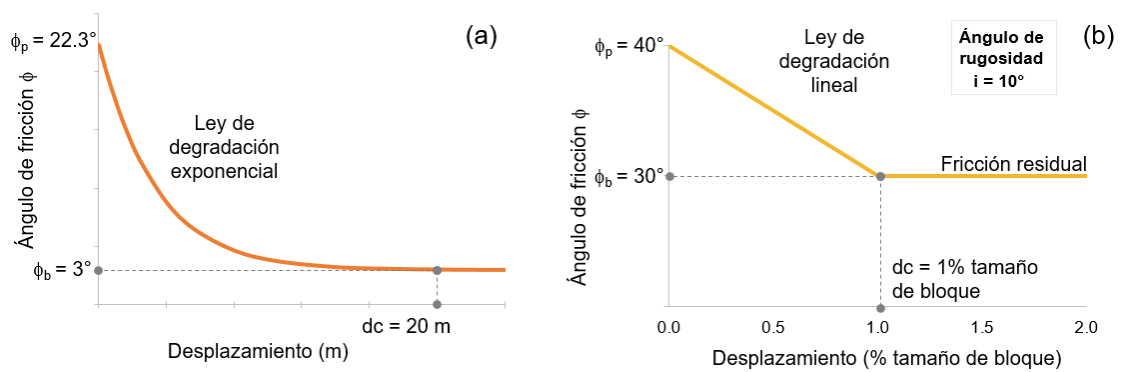 (a)
ϕp = 22.3°
Ángulo de fricción ϕ
Ley de
degradación
exponencial
ϕb = 3°
dc = 20 m
Desplazamiento (m)
(b)
ϕp = 40°
Ángulo de fricción ϕ
Ley de
degradación
lineal
Ángulo de
rugosidad
i = 10°
ϕb = 30°
Fricción residual
dc = 1% tamaño
de bloque
0.0 0.5 1.0 1.5 2.0
Desplazamiento (% tamaño de bloque)